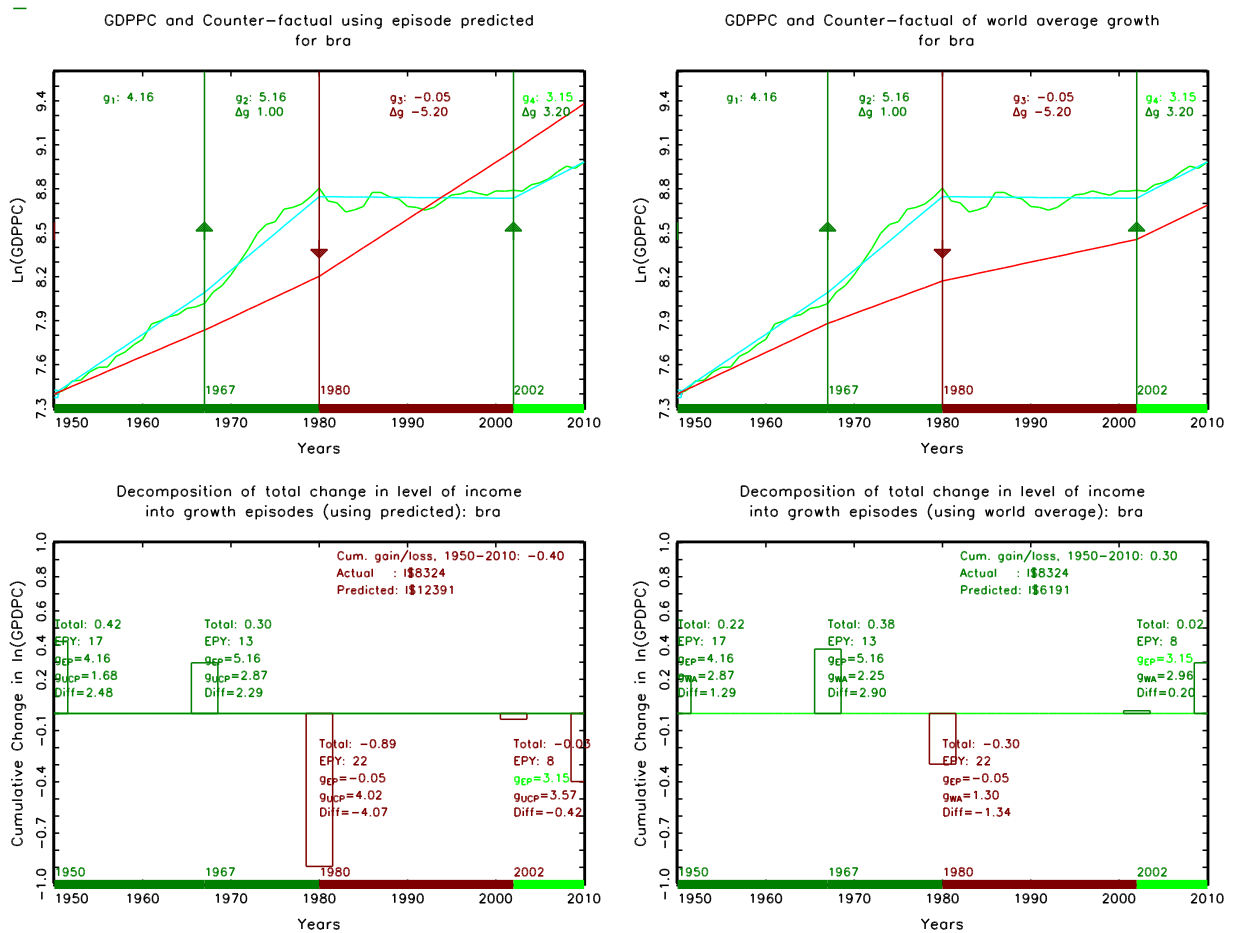 GDPPC and Counter-factual using episode predicted
for bra
g1: 4.16
g2: 5.16
Δg 1.00
g3: -0.05
Δg -5.20
g4: 3.15
Δg 3.20
Ln(GDPPC)
9.4
9.1
8.8
8.5
8.2
7.9
7.6
7.3
1967
1980
2002
1950 1960 1970 1980 1990 2000 2010
Years
GDPPC and Counter-factual of world average growth
for bra
g1: 4.16
g2: 5.16
Δg 1.00
g3: -0.05
Δg -5.20
g4: 3.15
Δg 3.20
Ln(GDPPC)
9.4
9.1
8.8
8.5
8.2
7.9
7.6
7.3
1967
1980
2002
1950 1960 1970 1980 1990 2000 2010
Years
Decomposition of total change in level of income
into growth episodes (using predicted): bra
Cum. gain/loss, 1950-2010: -0.40
Actual : I$8324
Predicted: I$12391
Cumulative Change in ln(GPDPC)
1.0
0.8
0.6
0.4
0.2
-0.1
-0.4
-0.7
-1.0
Total: 0.42
EPY: 17
gEP=4.16
gUCP=1.68
Diff=2.48
Total: 0.30
EPY: 13
gEP=5.16
gUCP=2.87
Diff=2.29
Total: -0.89
EPY: 22
gEP=-0.05
gUCP=4.02
Diff=-4.07
Total: -0.03
EPY: 8
gEP=3.15
gUCP=3.57
Diff=-0.42
1950
1967
1980
2002
1950 1960 1970 1980 1990 2000 2010
Years
Decomposition of total change in level of income
into growth episodes (using world average): bra
Cum. gain/loss, 1950-2010: 0.30
Actual : I$8324
Predicted: I$6191
Cumulative Change in ln(GPDPC)
1.0
0.8
0.6
0.4
0.2
-0.1
-0.4
-0.7
-1.0
Total: 0.22
EPY: 17
gEP=4.16
gWA=2.87
Diff=1.29
Total: 0.38
EPY: 13
gEP=5.16
gWA=2.25
Diff=2.90
Total: -0.30
EPY: 22
gEP=-0.05
gWA=1.30
Diff=-1.34
Total: 0.02
EPY: 8
gEP=3.15
gWA=2.96
Diff=0.20
1950
1967
1980
2002
1950 1960 1970 1980 1990 2000 2010
Years